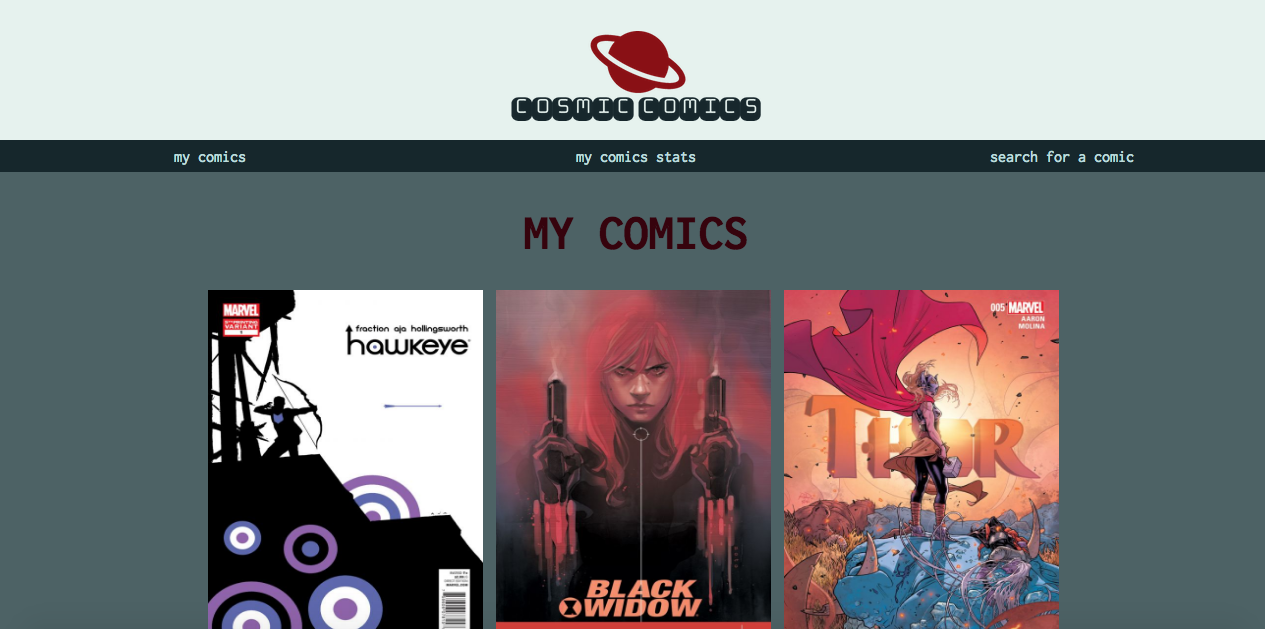 COSMIC COMICS
my comics
my comics stats
search for a comic
MY COMICS
MARVEL
VARIANT
fraction aja hollingsworth
hawkeye
BLACK
WIDOW
005 MARVEL
AARON
MOLINA
THOR